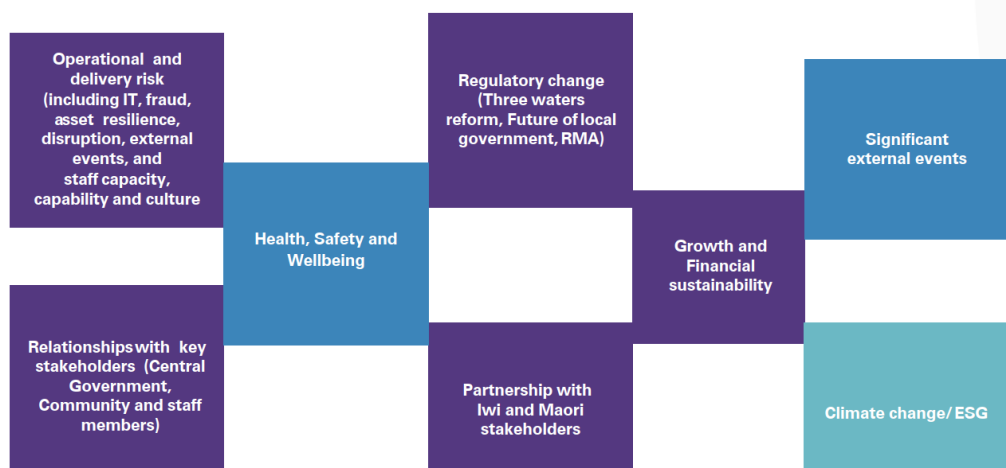 Operational and
delivery risk
(including IT, fraud,
asset resilience,
disruption, external
events, and
staff capacity,
capability and culture
Relationships with key
stakeholders (Central
Government,
Community and staff
members)
Health, Safety and
Wellbeing
Regulatory change
(Three waters
reform, Future of local
government, RMA)
Partnership with
Iwi and Maori
stakeholders
Growth and
Financial
sustainability
Significant
external events
Climate change/ ESG